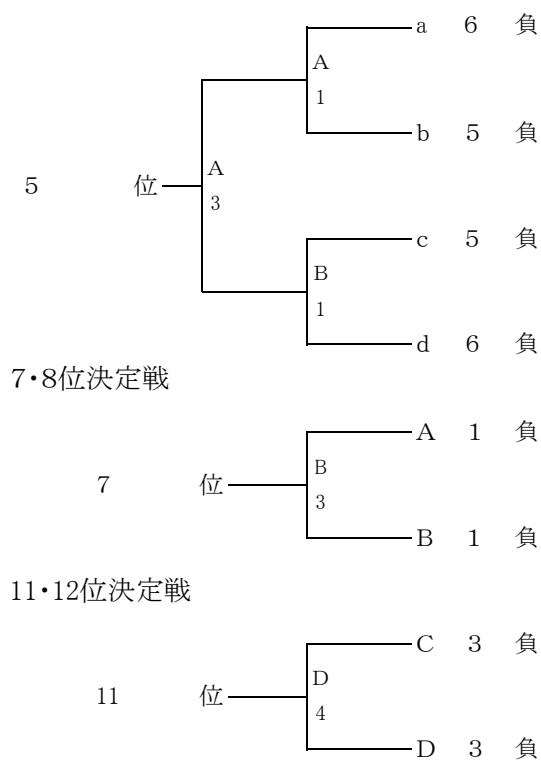 a 6 負
A
1
b 5 負
5 位
A
3
c 5 負
B
1
d 6 負
7・8位決定戦
A 1 負
7 位
B
3
B 1 負
11・12位決定戦
C 3 負
11 位
D
4
D 3 負